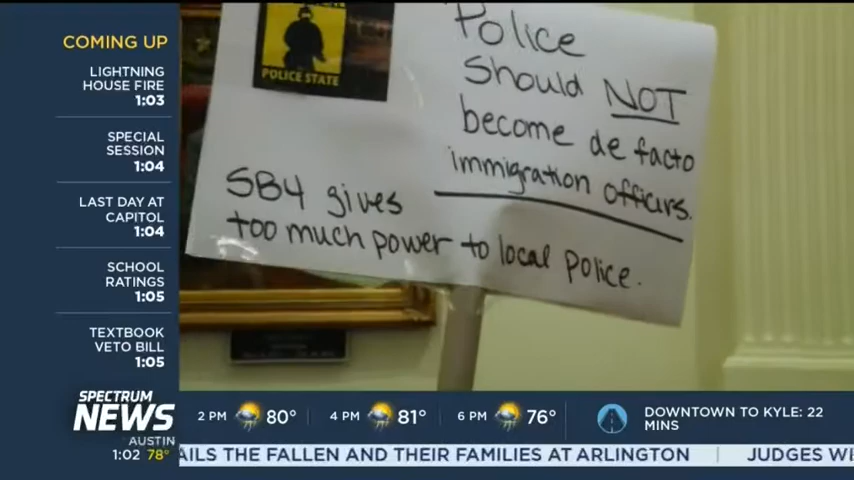 COMING UP
LIGHTNING
HOUSE FIRE
1:03
SPECIAL
SESSION
1:04
LAST DAY AT
CAPITOL
1:04
SCHOOL
RATINGS
1:05
TEXTBOOK
VETO BILL
1:05
POLICE STATE
Police
should NOT
become de facto
immigration officers.
SB4 gives
too much power to local police.
SPECTRUM
NEWS
AUSTIN
1:02 78°
2 PM 80° 4 PM 81° 6 PM 76°
DOWNTOWN TO KYLE: 22
MINS
AILS THE FALLEN AND THEIR FAMILIES AT ARLINGTON JUDGES WI